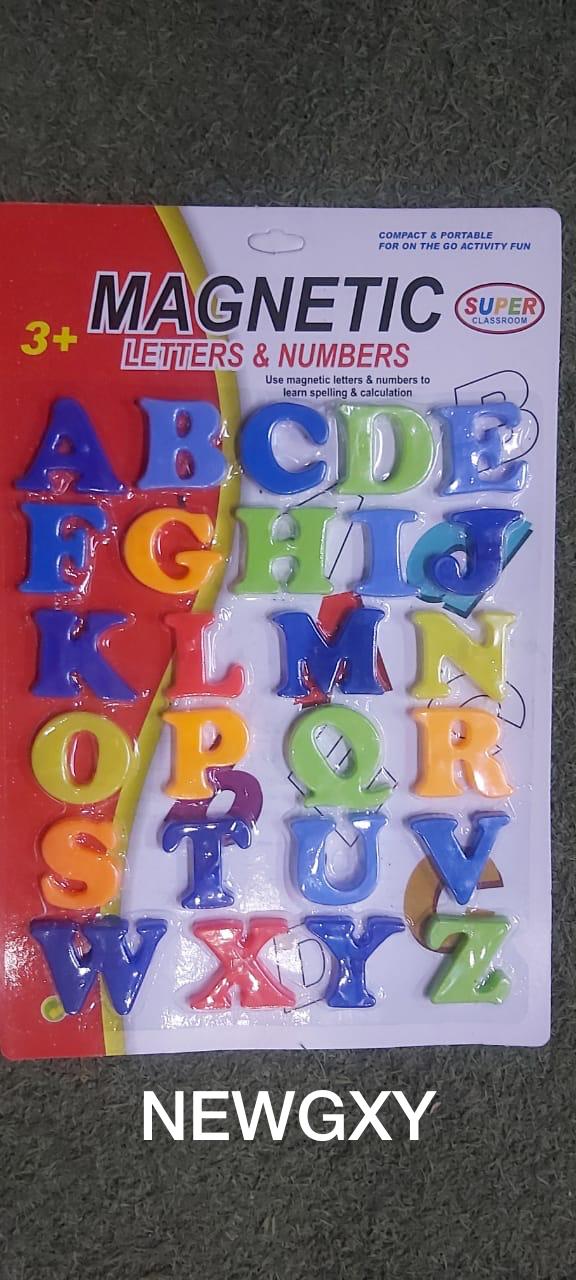 COMPACT & PORTABLE
FOR ON THE GO ACTIVITY FUN
MAGNETIC
SUPER
CLASSROOM
3+
LETTERS & NUMBERS
Use magnetic letters & numbers to
learn spelling & calculation
A B C D E
F G H I J
K L M N
O P Q R
S T U V
W X Y Z
NEWGXY